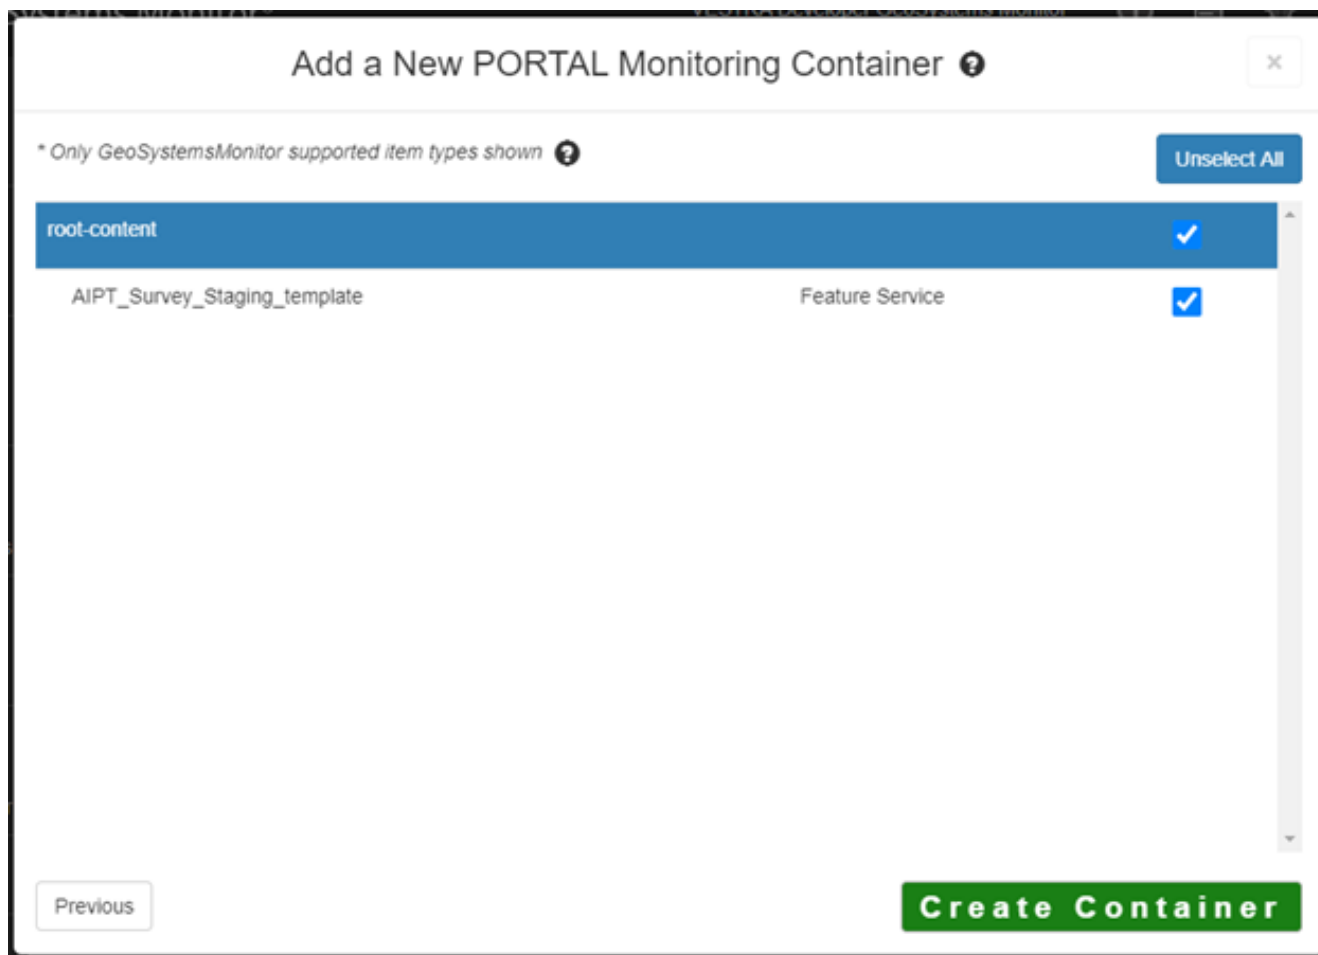 Add a New PORTAL Monitoring Container
* Only GeoSystemsMonitor supported item types shown
Unselect All
root-content
AIPT_Survey_Staging_template Feature Service
Previous
Create Container